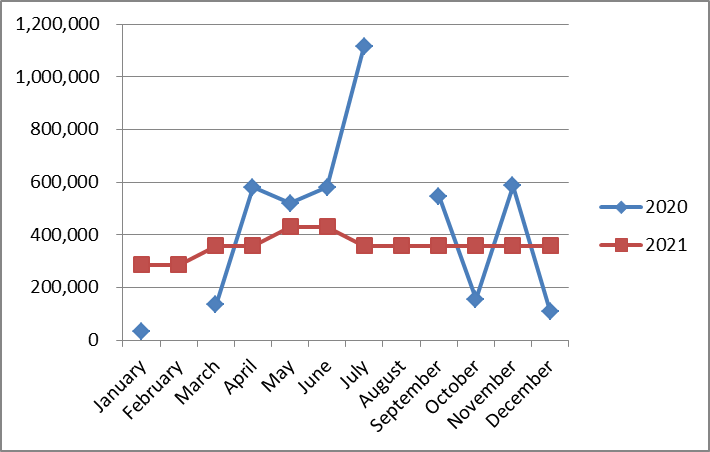 1,200,000
1,000,000
800,000
600,000
400,000
200,000
0
January
February
March
April
May
June
July
August
September
October
November
December
2020
2021